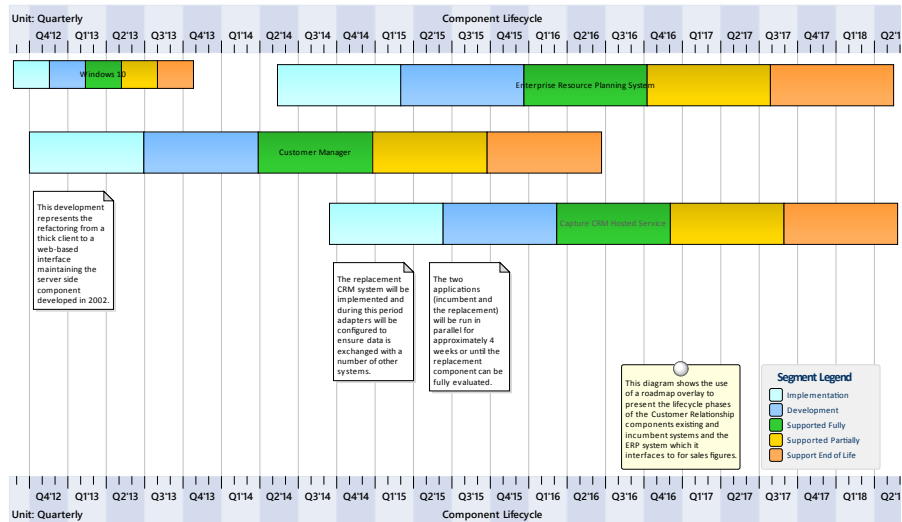 Unit: Quarterly
Component Lifecycle
Q4'12 Q1'13 Q2'13 Q3'13 Q4'13 Q1'14 Q2'14 Q3'14 Q4'14 Q1'15 Q2'15 Q3'15 Q4'15 Q1'16 Q2'16 Q3'16 Q4'16 Q1'17 Q2'17 Q3'17 Q4'17 Q1'18 Q2'1
Windows 10
Enterprise Resource Planning System
Customer Manager
Capture CRM Hosted Service
This development
represents the
refactoring from a
thick client to a
web-based
interface
maintaining the
server side
component
developed in 2002.
The replacement
CRM system will be
implemented and
during this period
adapters will be
configured to
ensure data is
exchanged with a
number of other
systems.
The two
applications
(incumbent and
the replacement)
will be run in
parallel for
approximately 4
weeks or until the
replacement
component can be
fully evaluated.
This diagram shows the use
of a roadmap overlay to
present the lifecycle phases
of the Customer Relationship
components existing and
incumbent systems and the
ERP system which it
interfaces to for sales figures.
Segment Legend
Implementation
Development
Supported Fully
Supported Partially
Support End of Life
Q4'12 Q1'13 Q2'13 Q3'13 Q4'13 Q1'14 Q2'14 Q3'14 Q4'14 Q1'15 Q2'15 Q3'15 Q4'15 Q1'16 Q2'16 Q3'16 Q4'16 Q1'17 Q2'17 Q3'17 Q4'17 Q1'18 Q2'1
Unit: Quarterly
Component Lifecycle